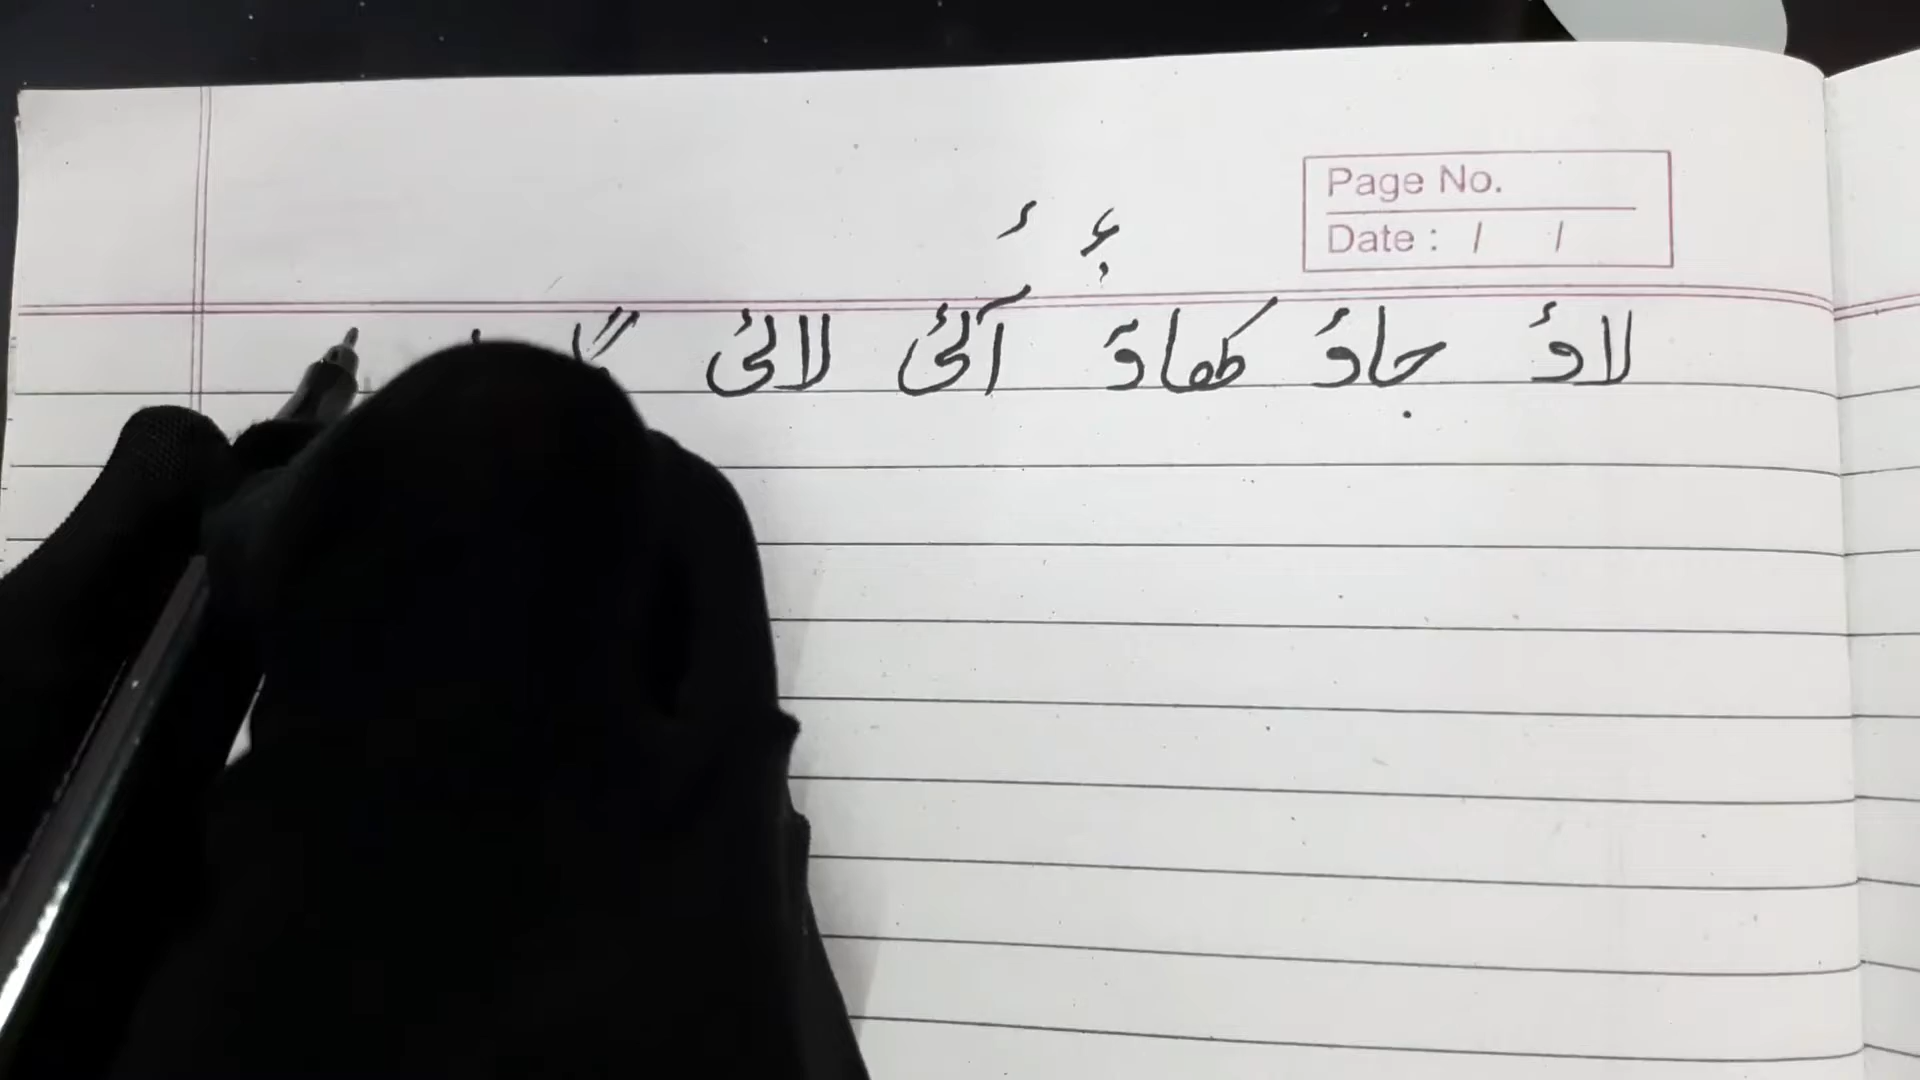 Page No.
Date : / /
ء
لاؤ جاؤ کھاؤ آئی لائی